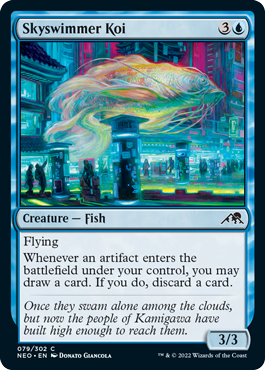 Skyswimmer Koi 3
Creature — Fish
Flying
Whenever an artifact enters the
battlefield under your control, you may
draw a card. If you do, discard a card.
Once they swam alone among the clouds,
but now the people of Kamigawa have
built high enough to reach them.
3/3
079/302 C
NEO • EN DONATO GIANCOLA
™ & © 2022 Wizards of the Coast